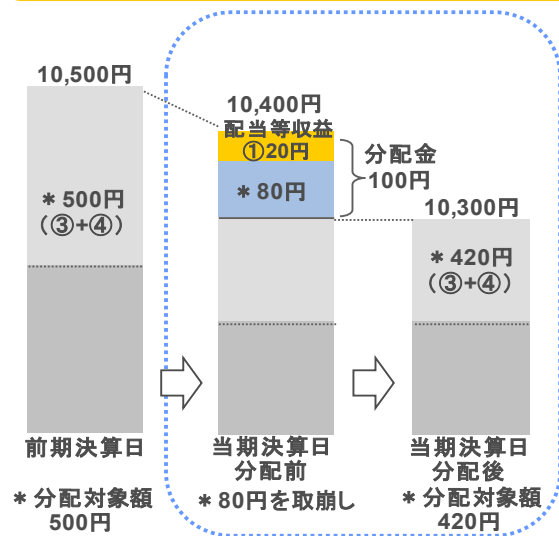 10,500円
10,400円
配当等収益
①20円
分配金
100円
＊80円
＊500円
（③+④）
10,300円
＊420円
（③+④）
前期決算日
当期決算日
分配前
当期決算日
分配後
＊分配対象額
500円
＊80円を取崩し
＊分配対象額
420円